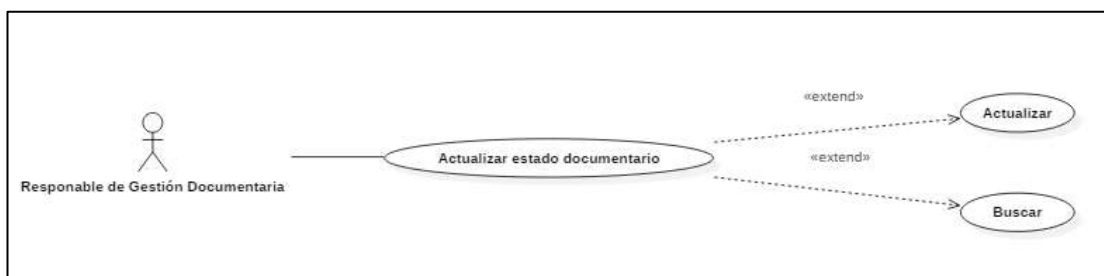 «extend»
Actualizar
Actualizar estado documentario
«extend»
Responable de Gestión Documentaria
Buscar